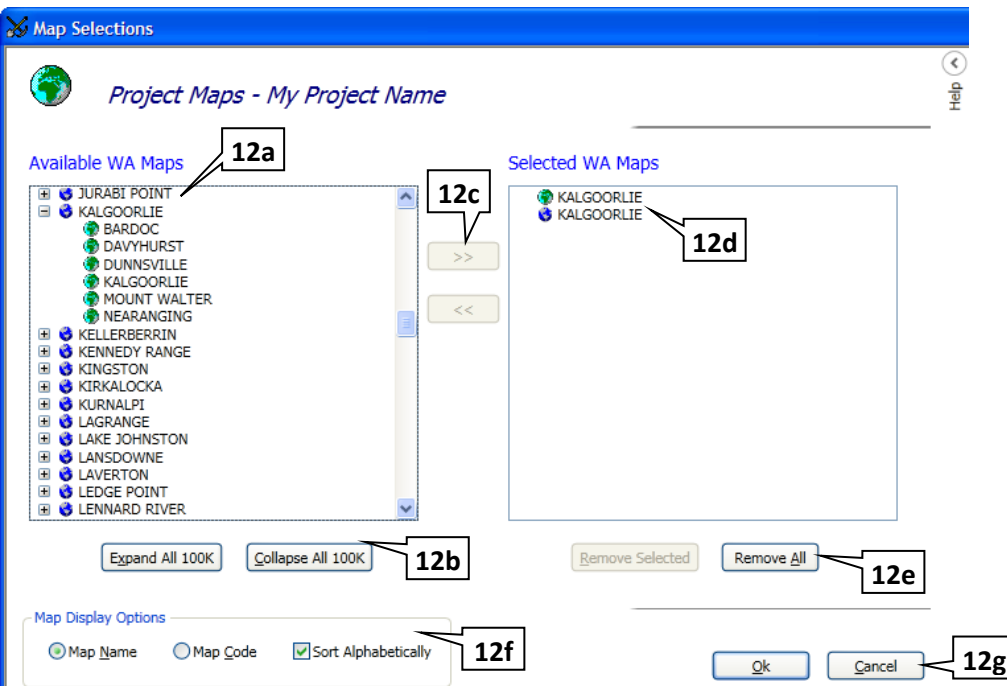 Map Selections
Project Maps - My Project Name
Help
12a
Available WA Maps
JURABI POINT
KALGOORLIE
BARDOC
DAVYHURST
DUNNSVILLE
KALGOORLIE
MOUNT WALTER
NEARANGING
KELLERBERRIN
KENNEDY RANGE
KINGSTON
KIRKALOCKA
KURNALPI
LAGRANGE
LAKE JOHNSTON
LANSDOWNE
LAVERTON
LEDGE POINT
LENNARD RIVER
12c
>>
<<
Selected WA Maps
KALGOORLIE
KALGOORLIE
12d
Expand All 100K
Collapse All 100K
12b
Remove Selected
Remove All
12e
Map Display Options
Map Name
Map Code
Sort Alphabetically
12f
Ok
Cancel
12g